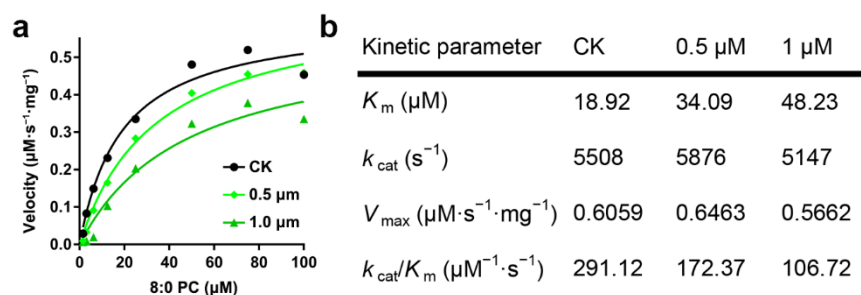 a
Velocity (µM·s⁻¹·mg⁻¹)
0.5
0.4
0.3
0.2
0.1
0.0
0 20 40 60 80 100
8:0 PC (µM)
CK
0.5 µm
1.0 µm
b
Kinetic parameter CK 0.5 µM 1 µM
Km (µM) 18.92 34.09 48.23
kcat (s⁻¹) 5508 5876 5147
Vmax (µM·s⁻¹·mg⁻¹) 0.6059 0.6463 0.5662
kcat/Km (µM⁻¹·s⁻¹) 291.12 172.37 106.72